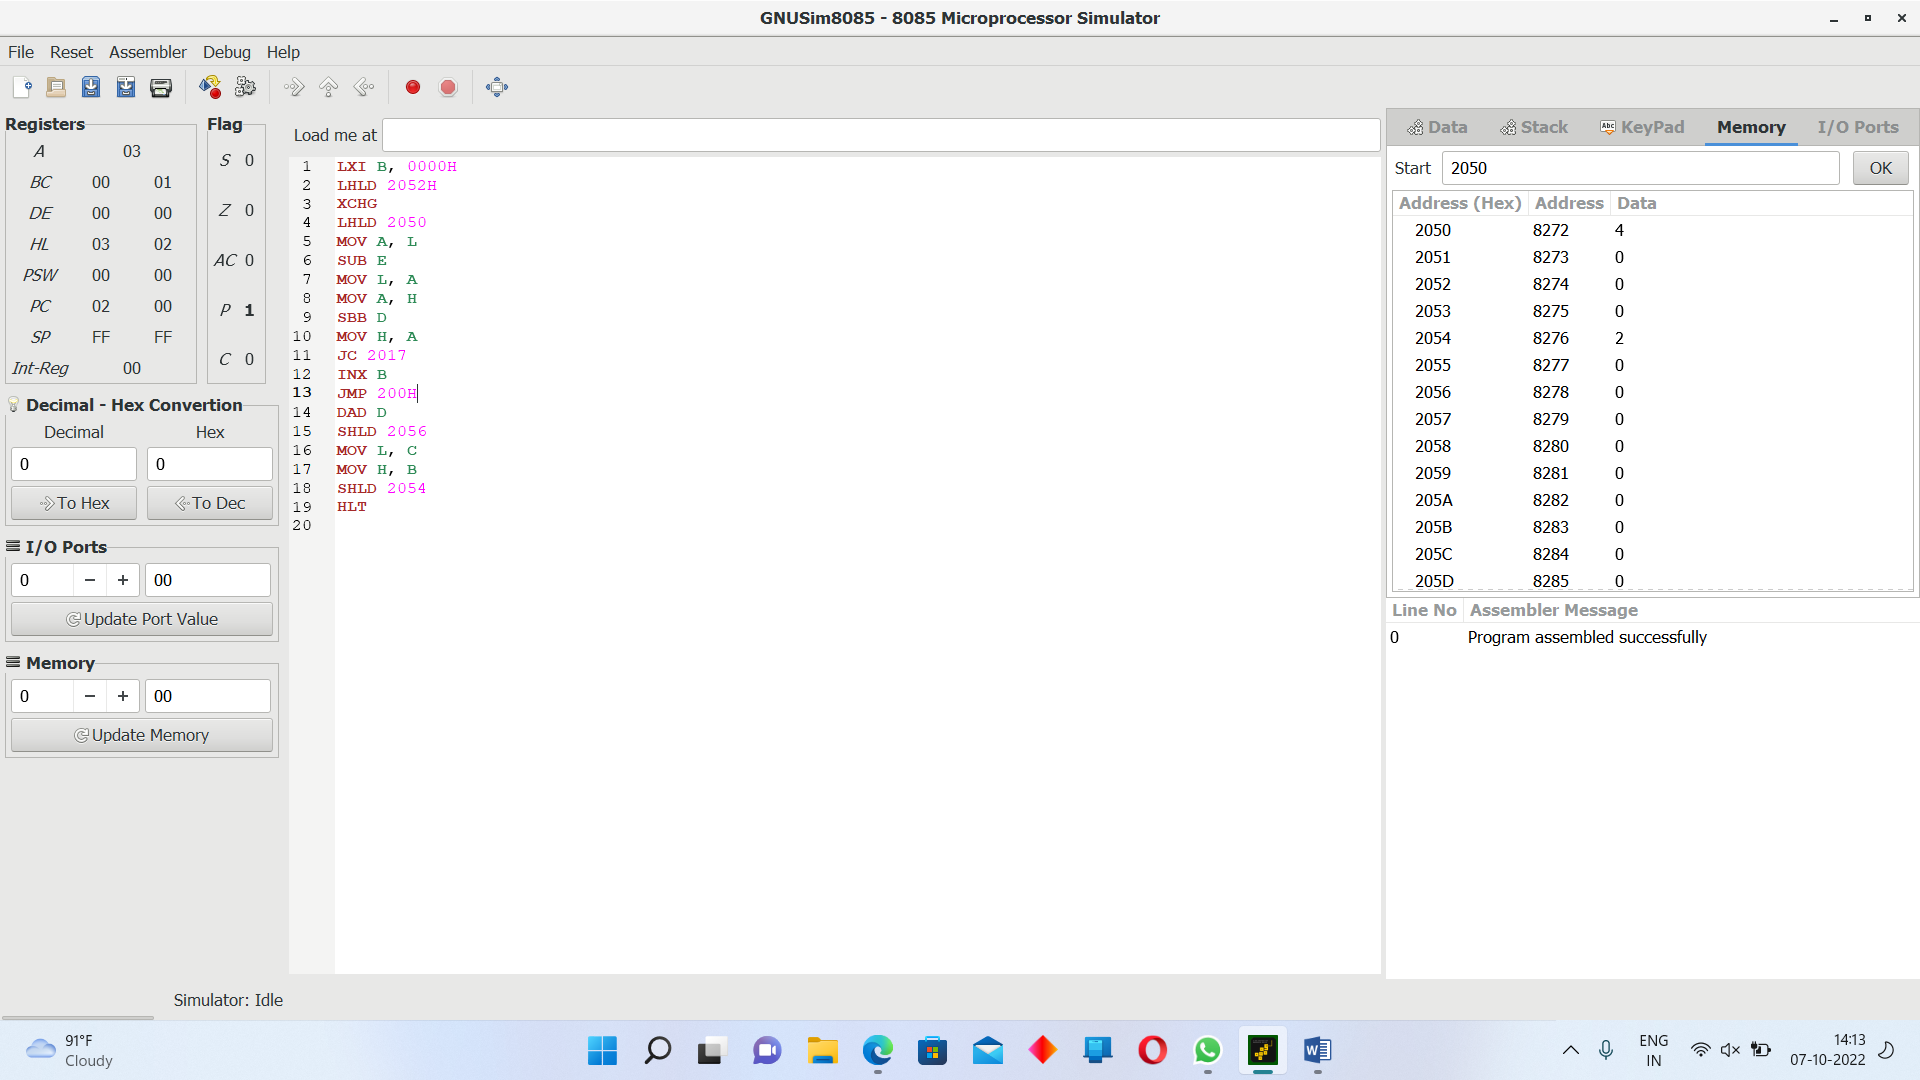 GNUSim8085 - 8085 Microprocessor Simulator
File Reset Assembler Debug Help
Registers
A 03
BC 00 01
DE 00 00
HL 03 02
PSW 00 00
PC 02 00
SP FF FF
Int-Reg 00
Flag
S 0
Z 0
AC 0
P 1
C 0
Decimal - Hex Convertion
Decimal Hex
0 0
To Hex To Dec
I/O Ports
0 − + 00
Update Port Value
Memory
0 − + 00
Update Memory
Load me at
1 LXI B, 0000H
2 LHLD 2052H
3 XCHG
4 LHLD 2050
5 MOV A, L
6 SUB E
7 MOV L, A
8 MOV A, H
9 SBB D
10 MOV H, A
11 JC 2017
12 INX B
13 JMP 200H
14 DAD D
15 SHLD 2056
16 MOV L, C
17 MOV H, B
18 SHLD 2054
19 HLT
20
Data Stack Abc KeyPad Memory I/O Ports
Start 2050 OK
Address (Hex) Address Data
2050 8272 4
2051 8273 0
2052 8274 0
2053 8275 0
2054 8276 2
2055 8277 0
2056 8278 0
2057 8279 0
2058 8280 0
2059 8281 0
205A 8282 0
205B 8283 0
205C 8284 0
205D 8285 0
Line No Assembler Message
0 Program assembled successfully
Simulator: Idle
91°F
Cloudy
ENG
IN
14:13
07-10-2022